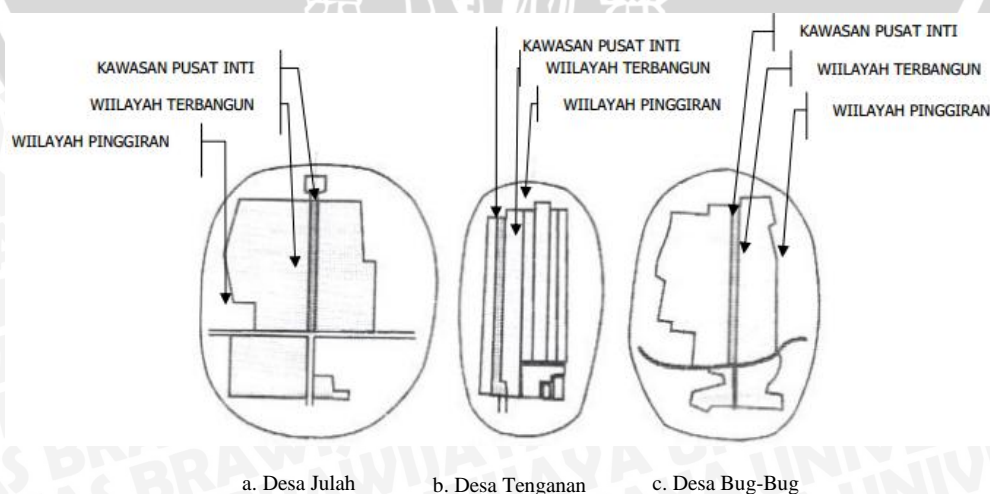 KAWASAN PUSAT INTI
WIILAYAH TERBANGUN
WIILAYAH PINGGIRAN
KAWASAN PUSAT INTI
WIILAYAH TERBANGUN
WIILAYAH PINGGIRAN
KAWASAN PUSAT INTI
WIILAYAH TERBANGUN
WIILAYAH PINGGIRAN
a. Desa Julah
b. Desa Tenganan
c. Desa Bug-Bug